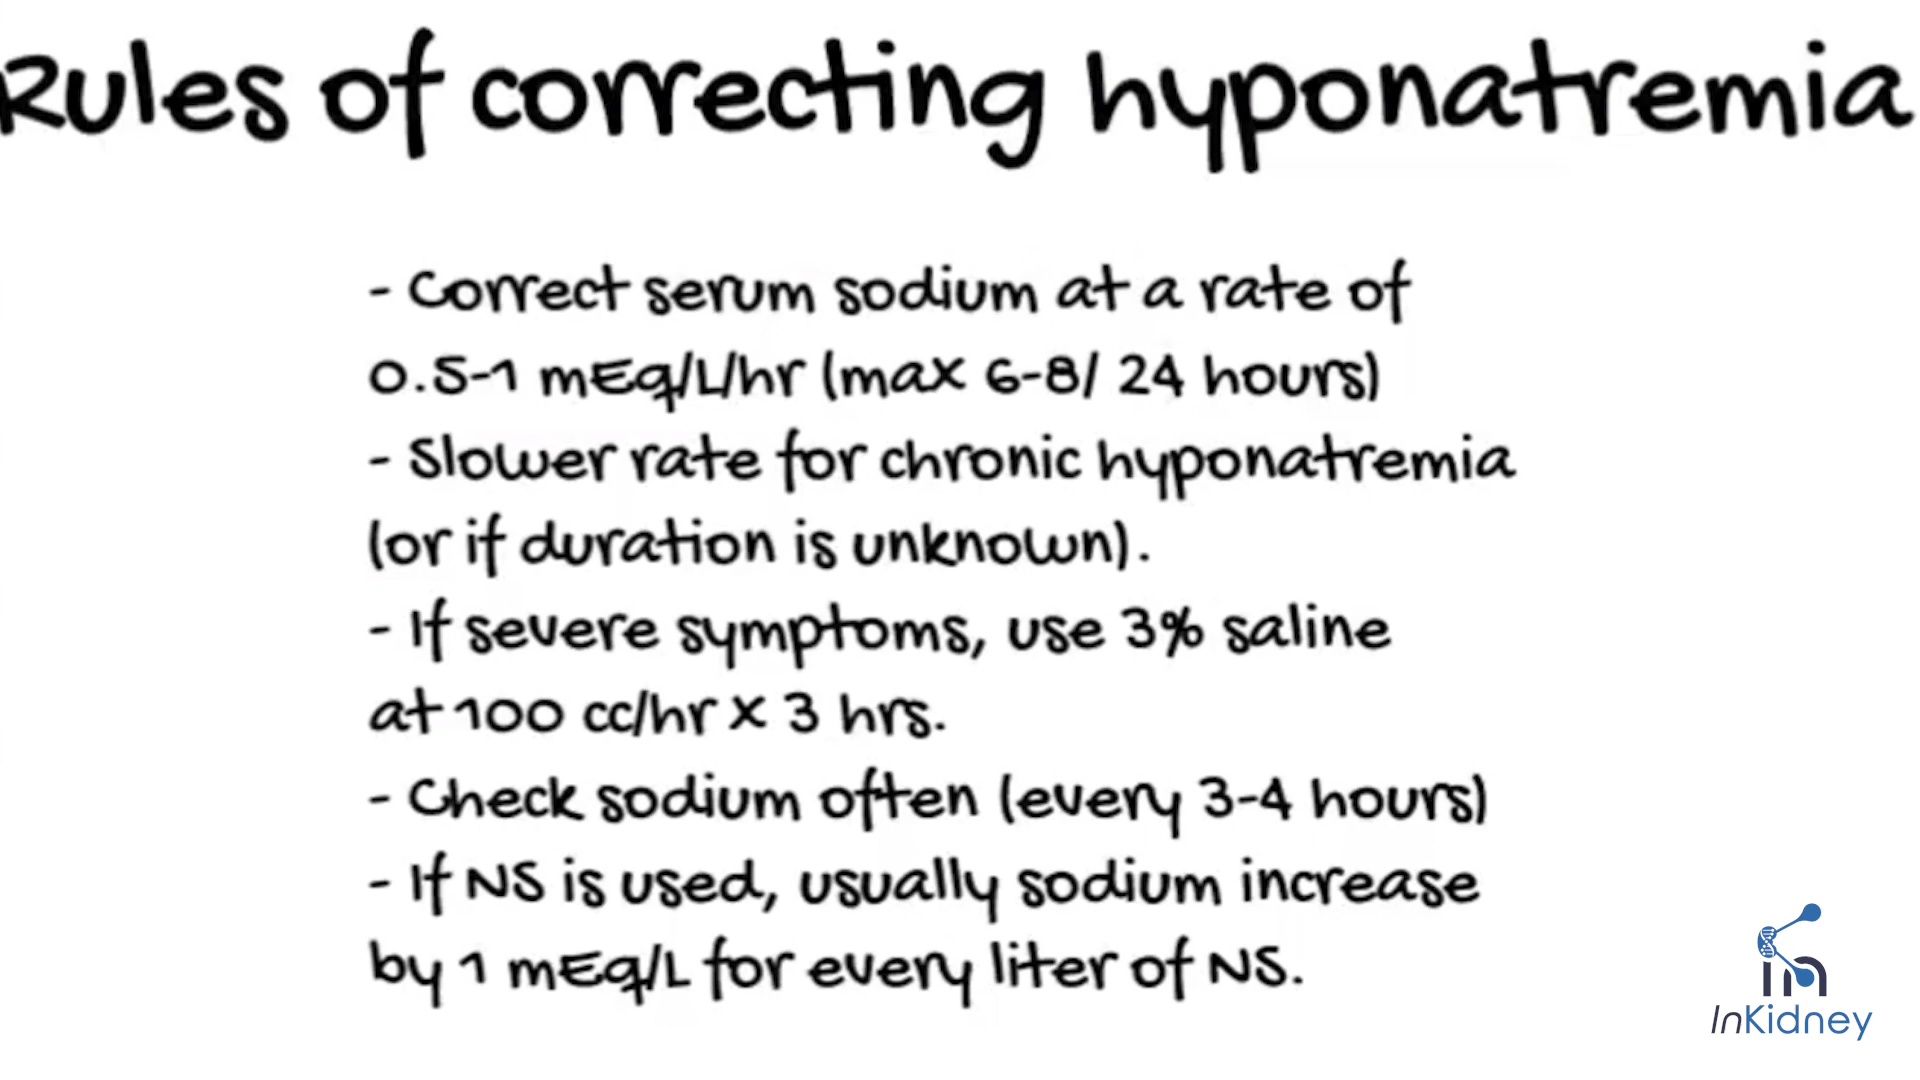 Rules of correcting hyponatremia
- Correct serum sodium at a rate of
0.5-1 mEq/L/hr (max 6-8/ 24 hours)
- Slower rate for chronic hyponatremia
(or if duration is unknown).
- If severe symptoms, use 3% saline
at 100 cc/hr x 3 hrs.
- Check sodium often (every 3-4 hours)
- If NS is used, usually sodium increase
by 1 mEq/L for every liter of NS.
in
InKidney